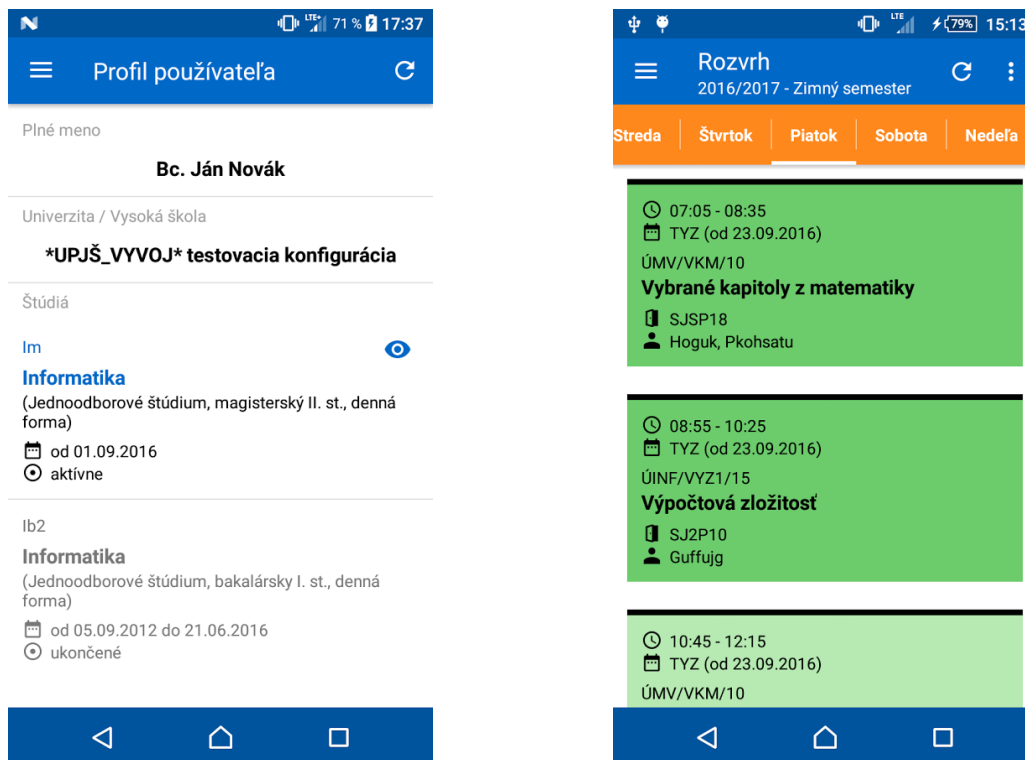 71 % 17:37
Profil používateľa
Plné meno
Bc. Ján Novák
Univerzita / Vysoká škola
*UPJŠ_VYVOJ* testovacia konfigurácia
Štúdiá
Im
Informatika
(Jednoodborové štúdium, magisterský II. st., denná
forma)
od 01.09.2016
aktívne
Ib2
Informatika
(Jednoodborové štúdium, bakalársky I. st., denná
forma)
od 05.09.2012 do 21.06.2016
ukončené
LTE 79% 15:13
Rozvrh
2016/2017 - Zimný semester
Streda Štvrtok Piatok Sobota Nedeľa
07:05 - 08:35
TYZ (od 23.09.2016)
ÚMV/VKM/10
Vybrané kapitoly z matematiky
SJSP18
Hoguk, Pkohsatu
08:55 - 10:25
TYZ (od 23.09.2016)
ÚINF/VYZ1/15
Výpočtová zložitosť
SJ2P10
Guffujg
10:45 - 12:15
TYZ (od 23.09.2016)
ÚMV/VKM/10